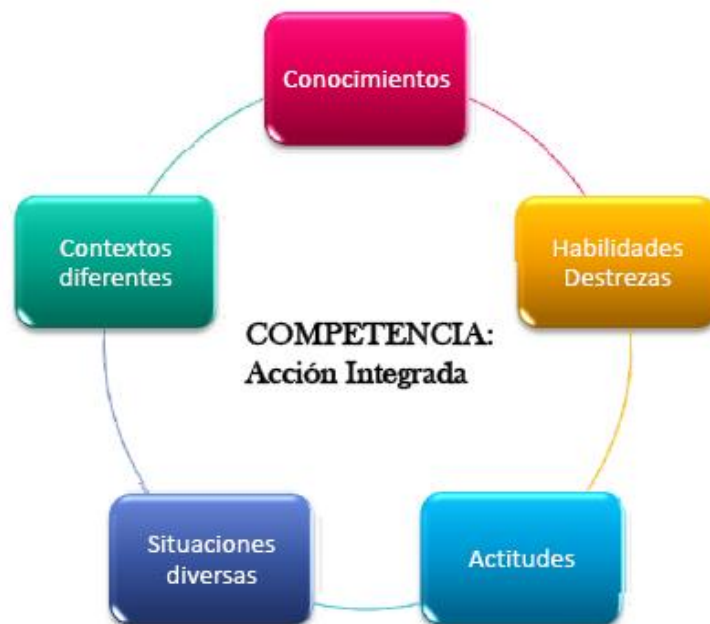 Conocimientos
Habilidades
Destrezas
Actitudes
Situaciones
diversas
Contextos
diferentes
COMPETENCIA:
Acción Integrada